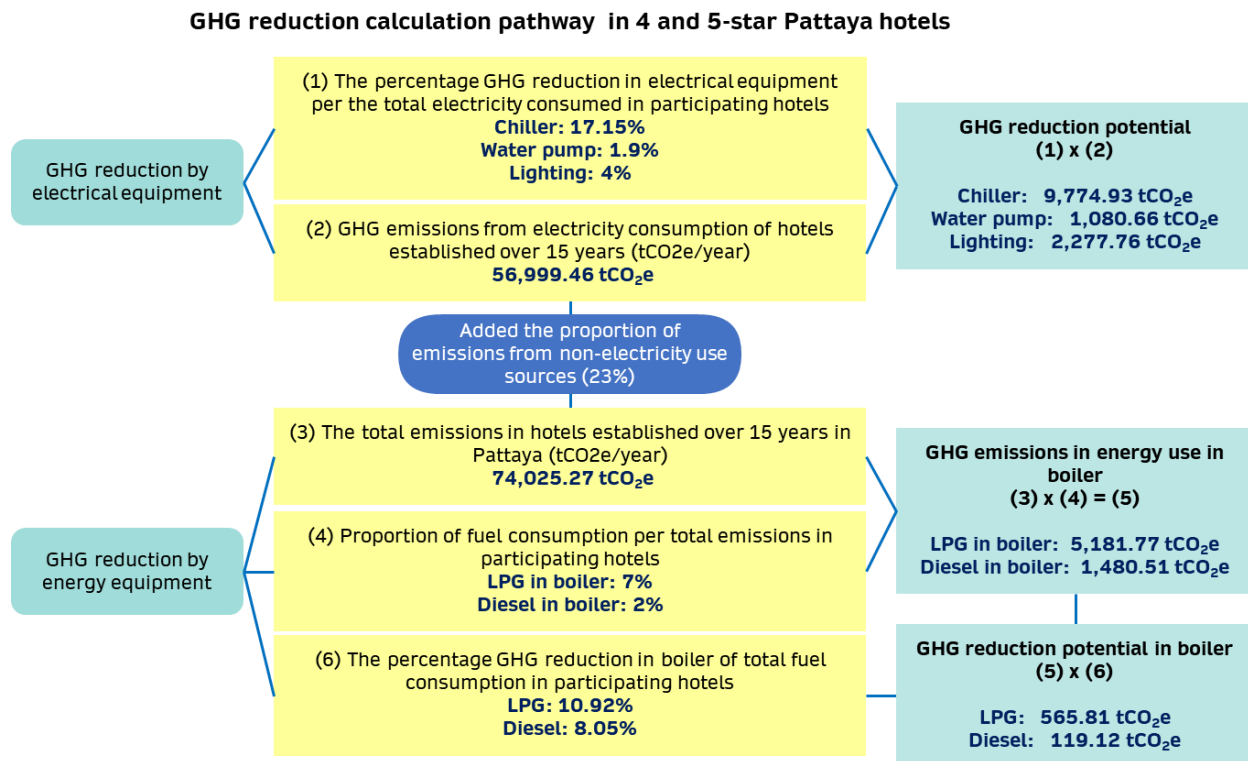 GHG reduction calculation pathway in 4 and 5-star Pattaya hotels
GHG reduction by
electrical equipment
(1) The percentage GHG reduction in electrical equipment
per the total electricity consumed in participating hotels
Chiller: 17.15%
Water pump: 1.9%
Lighting: 4%
(2) GHG emissions from electricity consumption of hotels
established over 15 years (tCO2e/year)
56,999.46 tCO₂e
GHG reduction potential
(1) x (2)
Chiller: 9,774.93 tCO₂e
Water pump: 1,080.66 tCO₂e
Lighting: 2,277.76 tCO₂e
Added the proportion of
emissions from non-electricity use
sources (23%)
GHG reduction by
energy equipment
(3) The total emissions in hotels established over 15 years in
Pattaya (tCO2e/year)
74,025.27 tCO₂e
(4) Proportion of fuel consumption per total emissions in
participating hotels
LPG in boiler: 7%
Diesel in boiler: 2%
(6) The percentage GHG reduction in boiler of total fuel
consumption in participating hotels
LPG: 10.92%
Diesel: 8.05%
GHG emissions in energy use in
boiler
(3) x (4) = (5)
LPG in boiler: 5,181.77 tCO₂e
Diesel in boiler: 1,480.51 tCO₂e
GHG reduction potential in boiler
(5) x (6)
LPG: 565.81 tCO₂e
Diesel: 119.12 tCO₂e